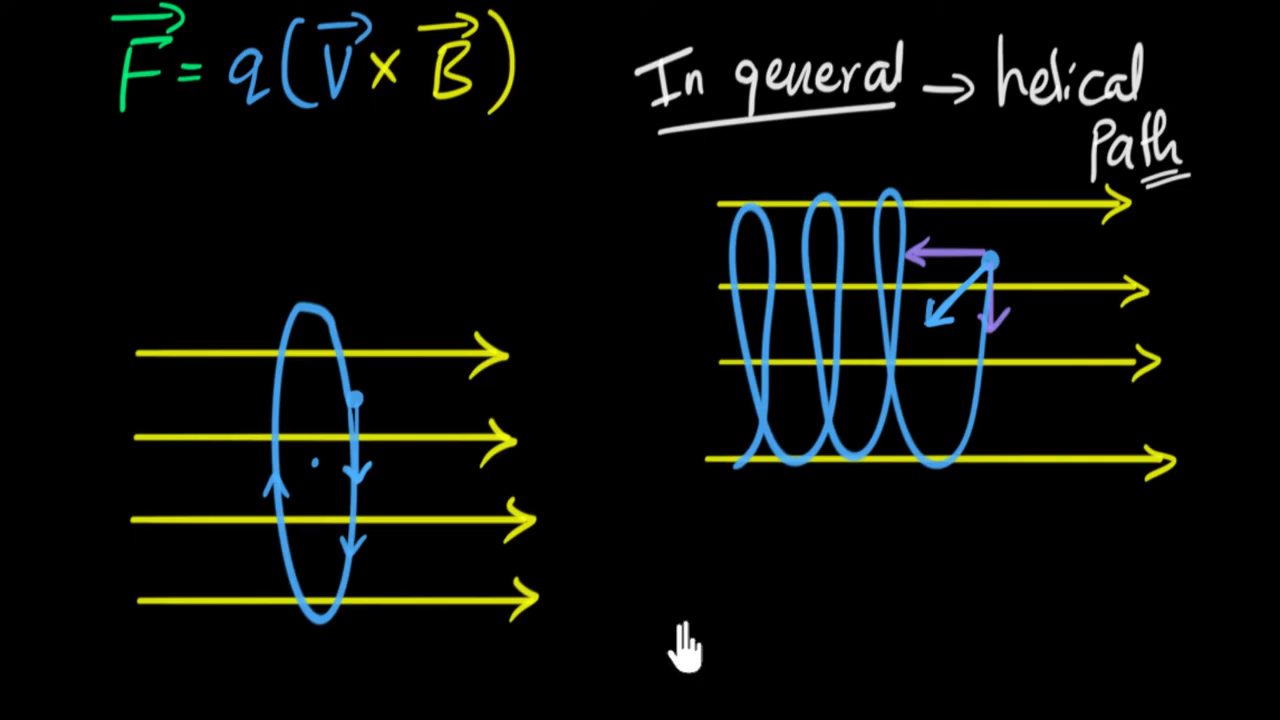 F = q(V × B)
In general → helical
path